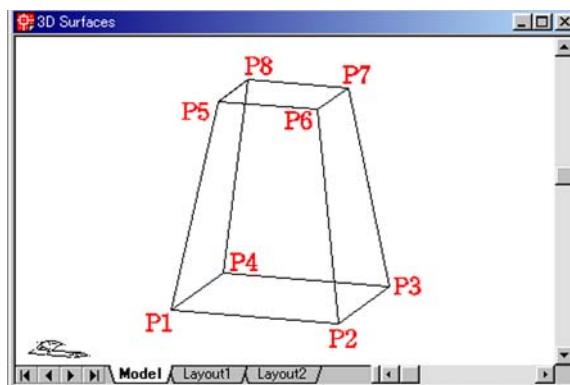 3D Surfaces
P8
P7
P5
P6
P4
P3
P1
P2
Model Layout1 Layout2